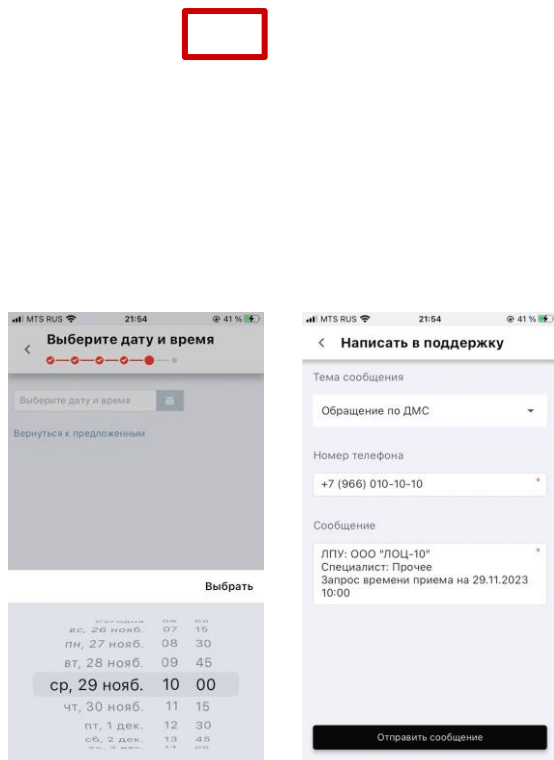 MTS RUS 21:54 41 %
Выберите дату и время
Выберите дату и время
Вернуться к предложенным
Выбрать
вс, 26 нояб. 07 15
пн, 27 нояб. 08 30
вт, 28 нояб. 09 45
ср, 29 нояб. 10 00
чт, 30 нояб. 11 15
пт, 1 дек. 12 30
сб, 2 дек. 13 45
MTS RUS 21:54 41 %
Написать в поддержку
Тема сообщения
Обращение по ДМС
Номер телефона
+7 (966) 010-10-10 *
Сообщение
ЛПУ: ООО "ЛОЦ-10" *
Специалист: Прочее
Запрос времени приема на 29.11.2023
10:00
Отправить сообщение